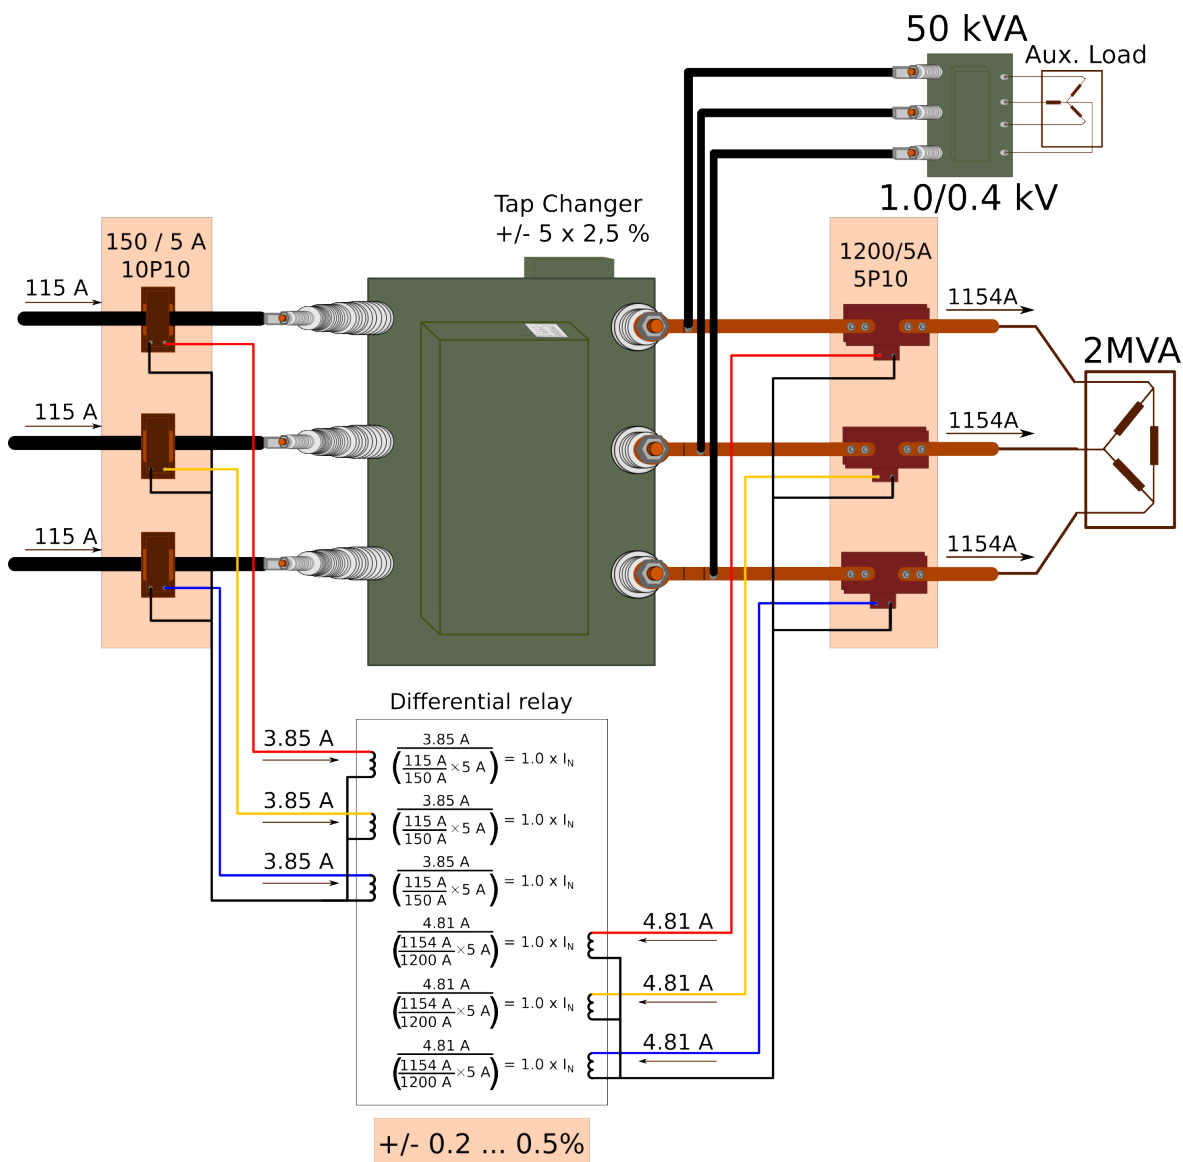 50 kVA
Aux. Load
1.0/0.4 kV
Tap Changer
+/- 5 x 2,5 %
150 / 5 A
10P10
1200/5A
5P10
115 A
115 A
115 A
1154A
1154A
1154A
2MVA
Differential relay
3.85 A
3.85 A
(115 A
150 A ×5 A) = 1.0 x IN
3.85 A
3.85 A
(115 A
150 A ×5 A) = 1.0 x IN
3.85 A
3.85 A
(115 A
150 A ×5 A) = 1.0 x IN
4.81 A
4.81 A
(1154 A
1200 A ×5 A) = 1.0 x IN
4.81 A
4.81 A
(1154 A
1200 A ×5 A) = 1.0 x IN
4.81 A
4.81 A
(1154 A
1200 A ×5 A) = 1.0 x IN
+/- 0.2 ... 0.5%